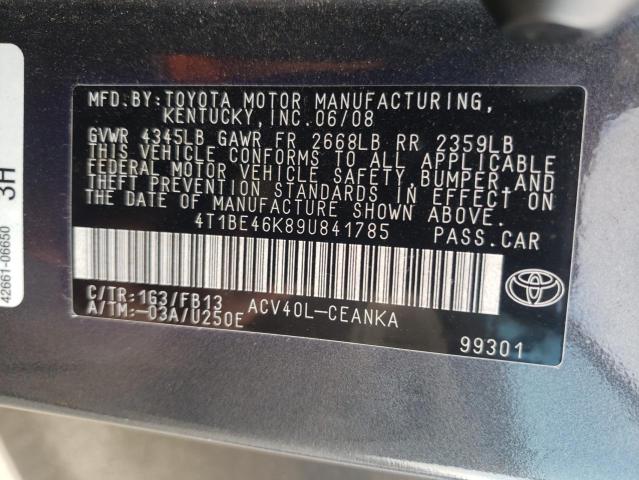 MFD.BY:TOYOTA MOTOR MANUFACTURING,
KENTUCKY,INC.06/08
GVWR 4345LB GAWR FR 2668LB RR 2359LB
THIS VEHICLE CONFORMS TO ALL APPLICABLE
FEDERAL MOTOR VEHICLE SAFETY,BUMPER,AND
THEFT PREVENTION STANDARDS IN EFFECT ON
THE DATE OF MANUFACTURE SHOWN ABOVE.
4T1BE46K89U841785 PASS.CAR
C/TR:163/FB13 ACV40L-CEANKA
A/TM:-03A/U250E
99301
42661-06650
3H